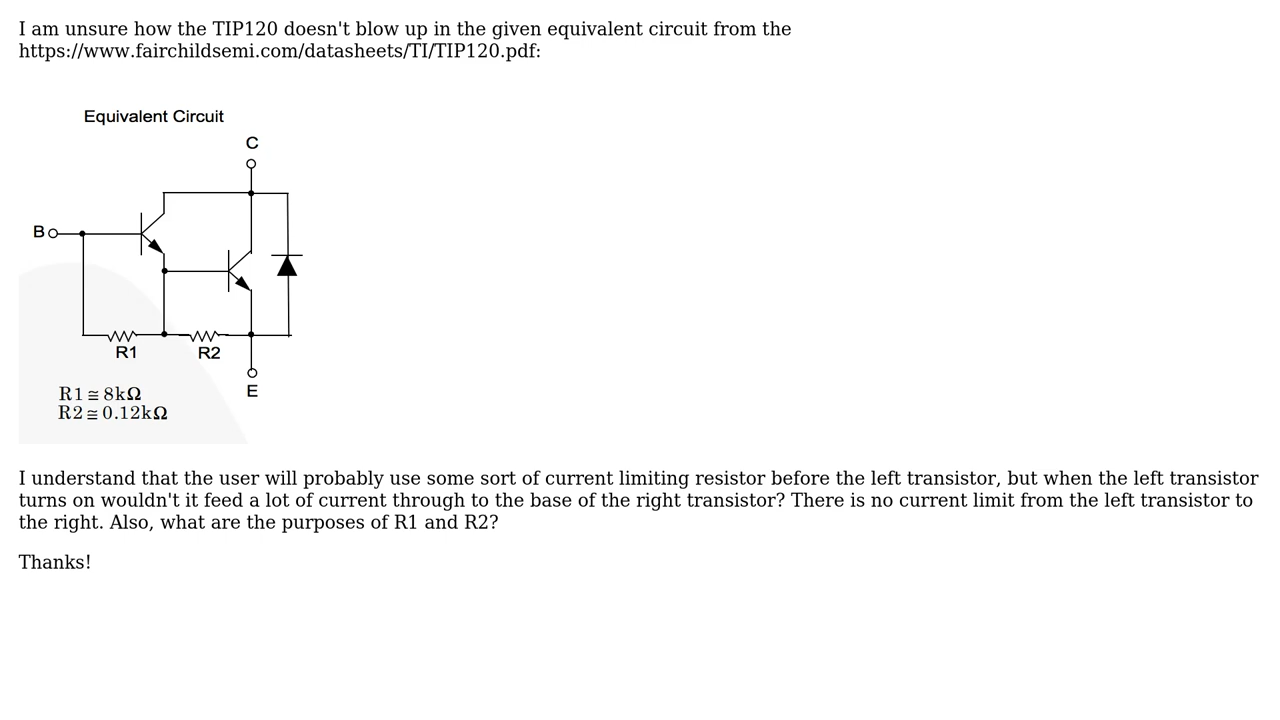 I am unsure how the TIP120 doesn't blow up in the given equivalent circuit from the
https://www.fairchildsemi.com/datasheets/TI/TIP120.pdf:
Equivalent Circuit
C
B
R1
R2
E
R1≅8kΩ
R2≅0.12kΩ
I understand that the user will probably use some sort of current limiting resistor before the left transistor, but when the left transistor
turns on wouldn't it feed a lot of current through to the base of the right transistor? There is no current limit from the left transistor to
the right. Also, what are the purposes of R1 and R2?
Thanks!